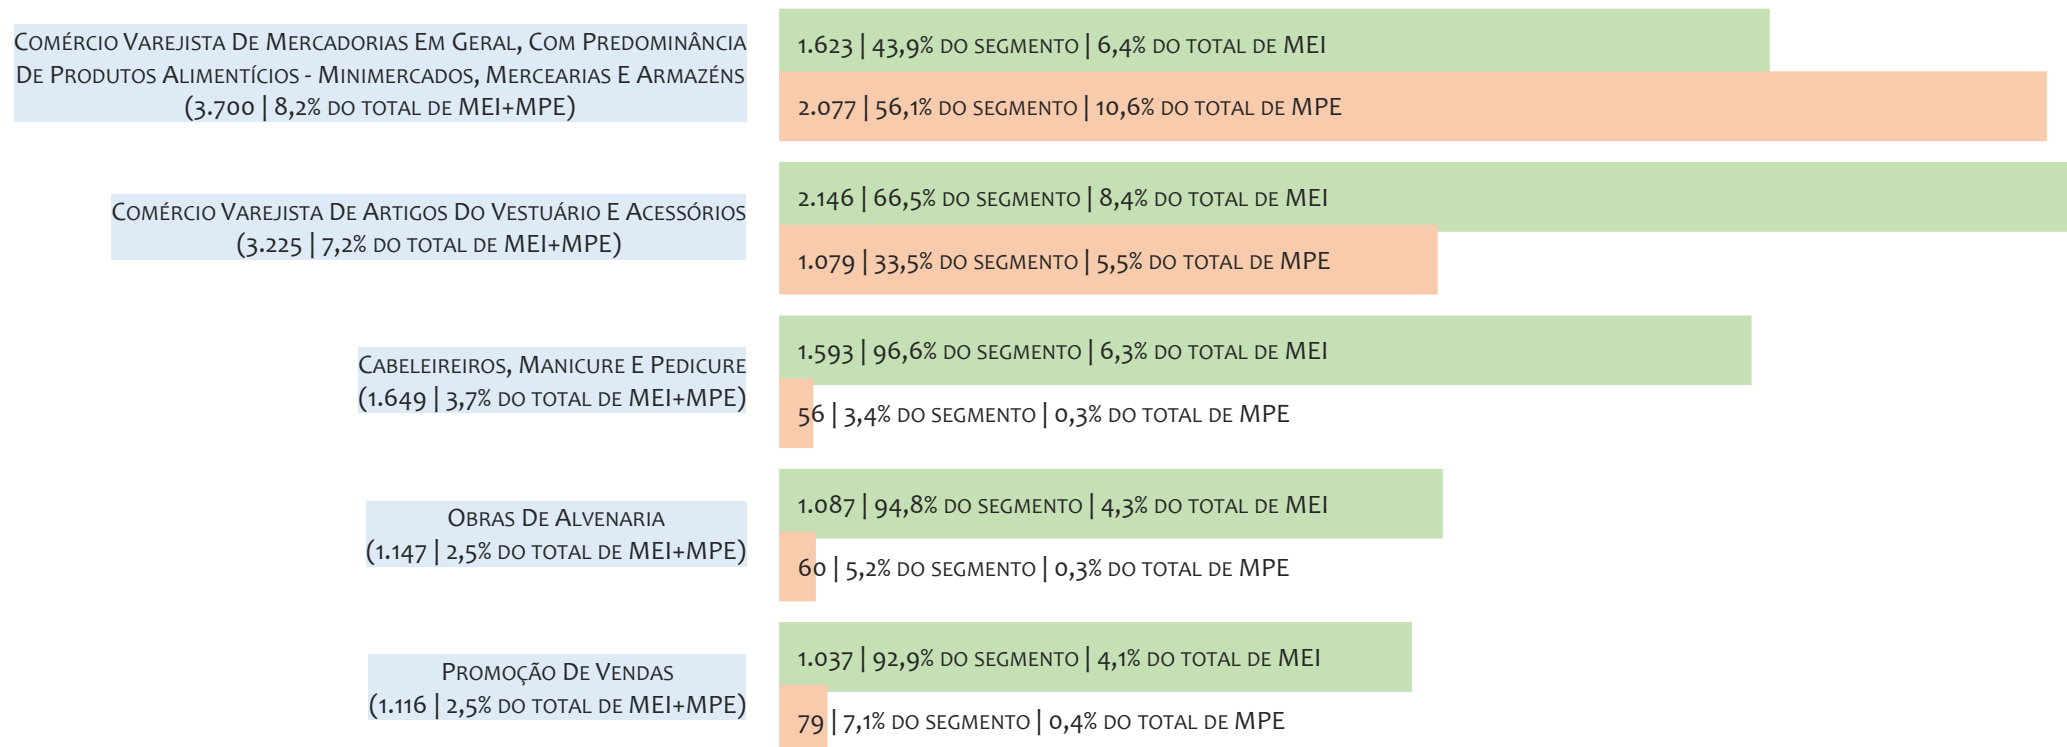 Comércio Varejista De Mercadorias Em Geral, Com Predominância
De Produtos Alimentícios - Minimercados, Mercearias E Armazéns
(3.700 | 8,2% do total de MEI+MPE)
1.623 | 43,9% do segmento | 6,4% do total de MEI
2.077 | 56,1% do segmento | 10,6% do total de MPE
Comércio Varejista De Artigos Do Vestuário E Acessórios
(3.225 | 7,2% do total de MEI+MPE)
2.146 | 66,5% do segmento | 8,4% do total de MEI
1.079 | 33,5% do segmento | 5,5% do total de MPE
Cabeleireiros, Manicure E Pedicure
(1.649 | 3,7% do total de MEI+MPE)
1.593 | 96,6% do segmento | 6,3% do total de MEI
56 | 3,4% do segmento | 0,3% do total de MPE
Obras De Alvenaria
(1.147 | 2,5% do total de MEI+MPE)
1.087 | 94,8% do segmento | 4,3% do total de MEI
60 | 5,2% do segmento | 0,3% do total de MPE
Promoção De Vendas
(1.116 | 2,5% do total de MEI+MPE)
1.037 | 92,9% do segmento | 4,1% do total de MEI
79 | 7,1% do segmento | 0,4% do total de MPE